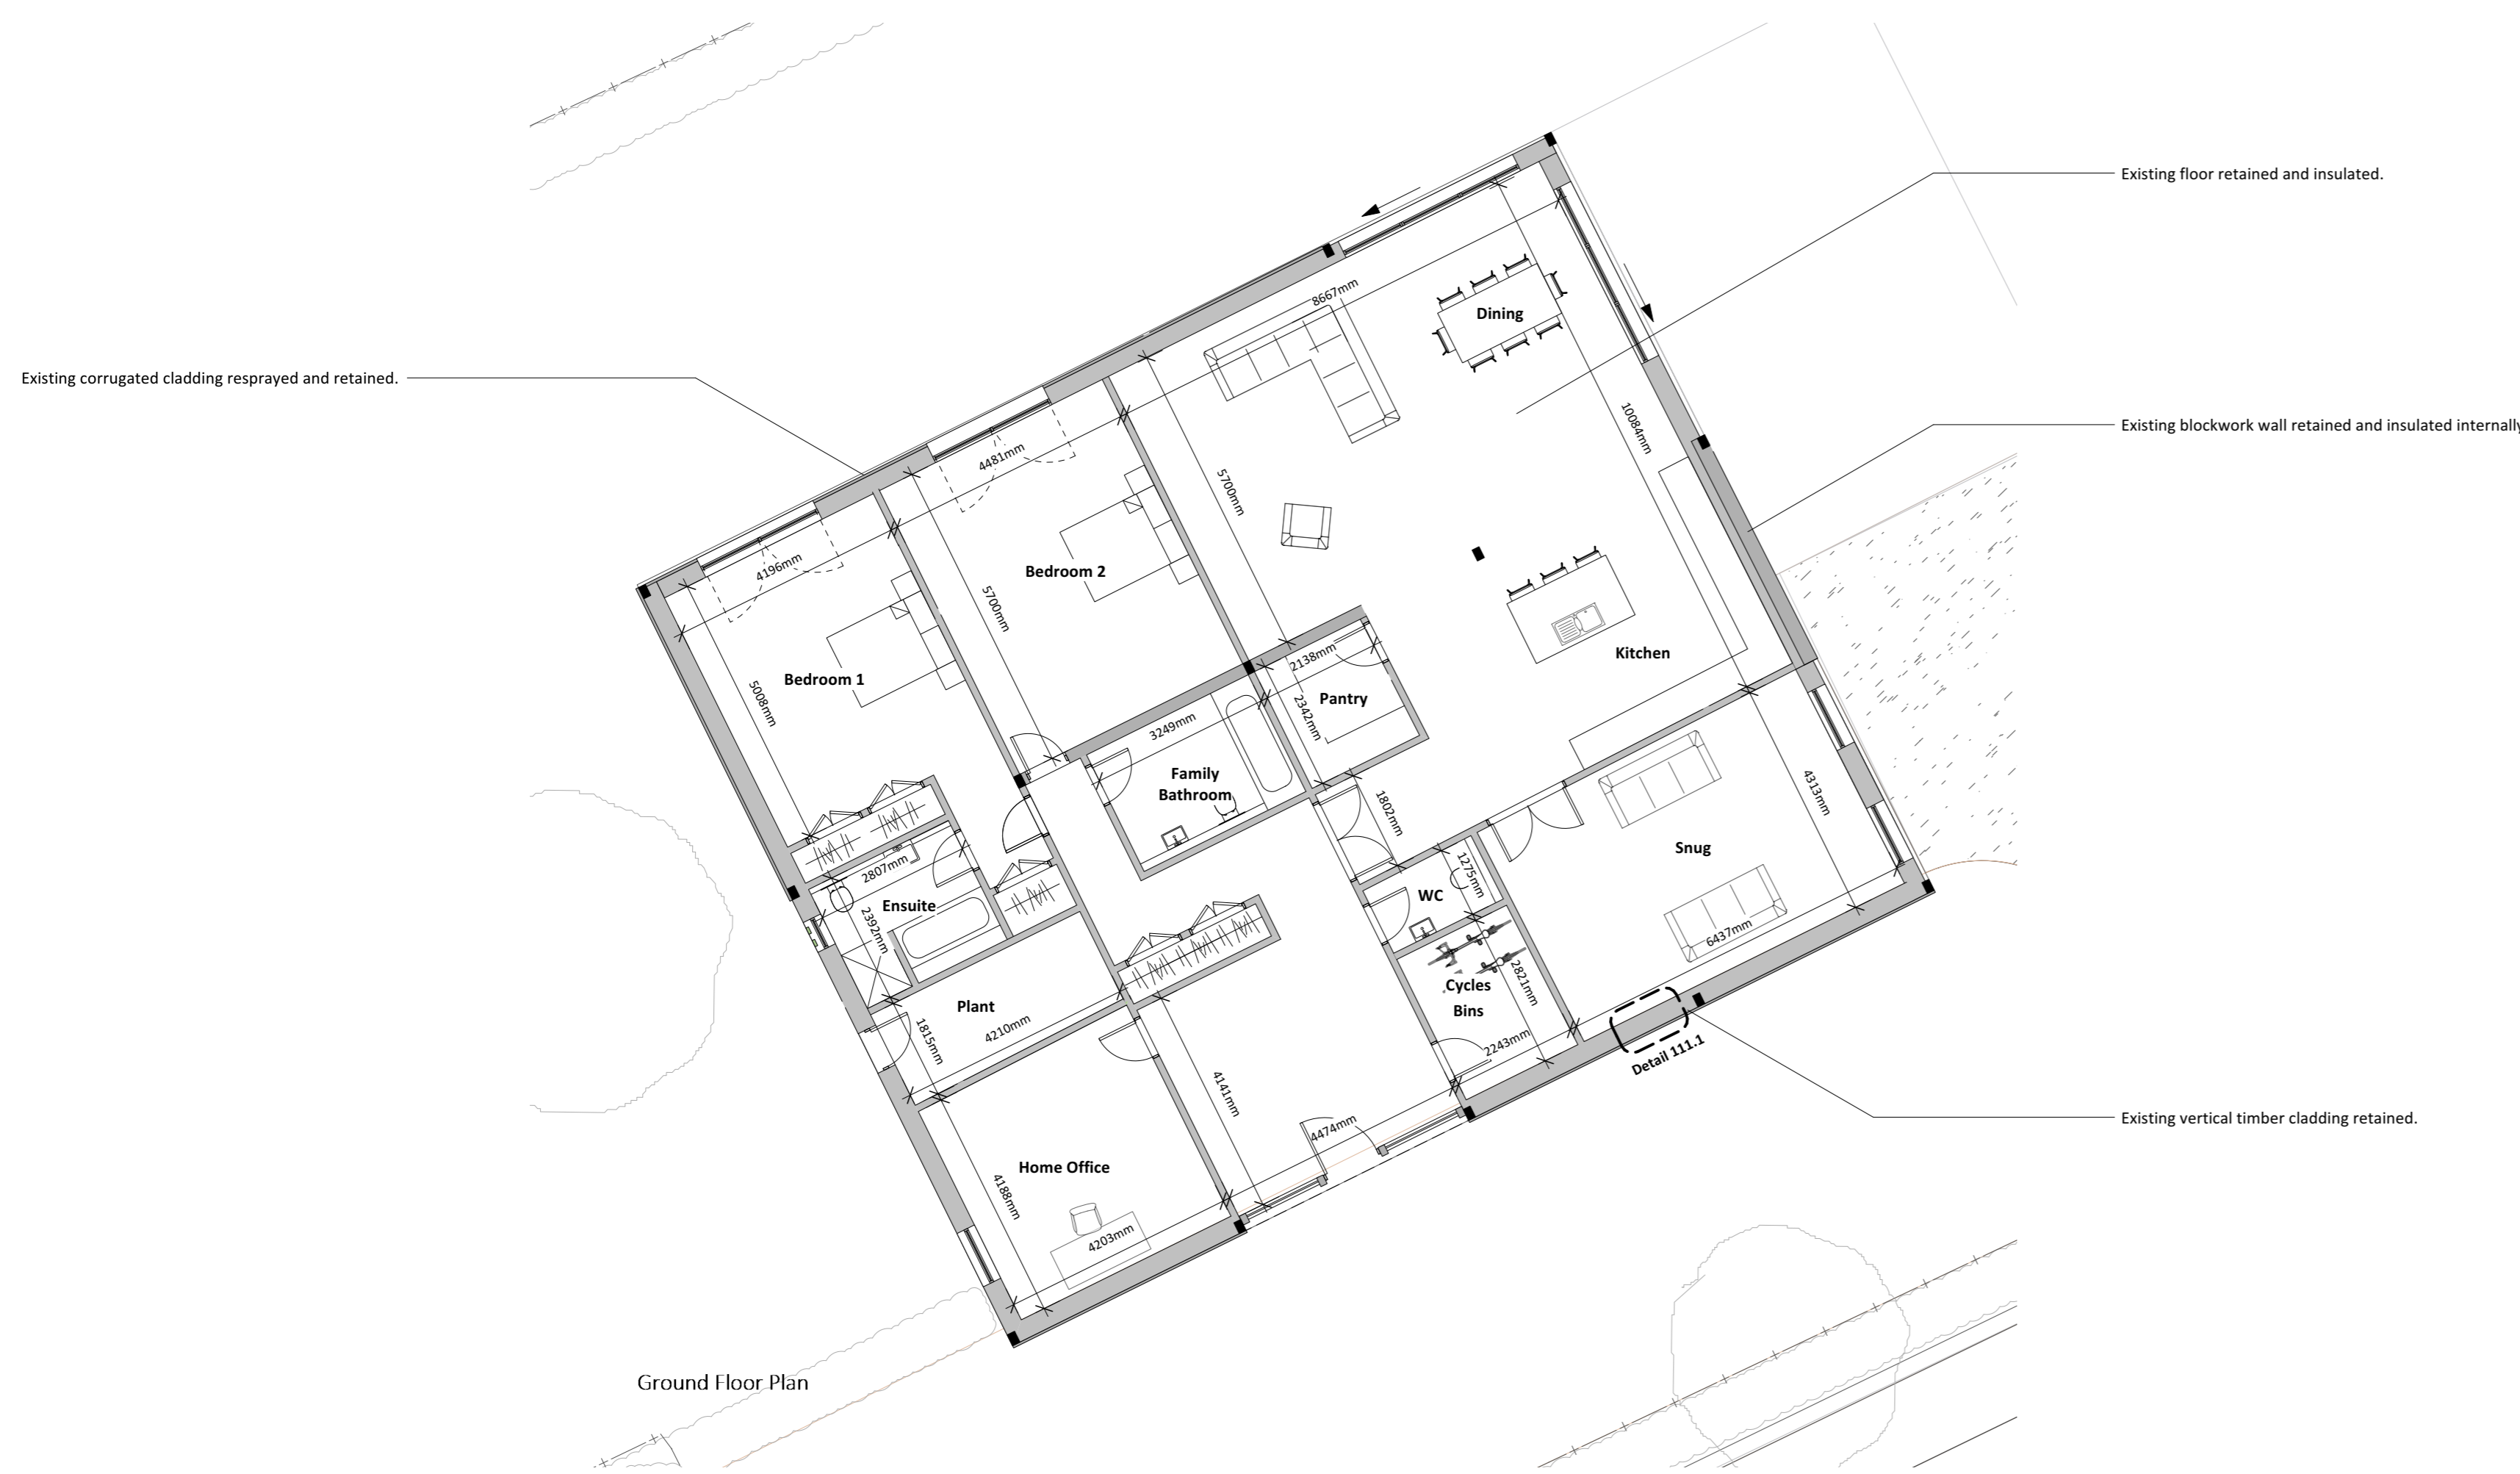 Existing floor retained and insulated.
Existing corrugated cladding resprayed and retained.
Existing blockwork wall retained and insulated internally
8667mm
Dining
10084mm
4481mm
5700mm
4196mm
Bedroom 2
5700mm
Bedroom 1
5008mm
2138mm
Kitchen
Pantry
2342mm
3249mm
Family
Bathroom
1802mm
4313mm
Snug
2807mm
Ensuite
2392mm
WC
1275mm
6437mm
Cycles
Bins
2821mm
Plant
4210mm
1815mm
2243mm
Detail 111.1
4141mm
4474mm
Existing vertical timber cladding retained.
Home Office
4188mm
4203mm
Ground Floor Plan